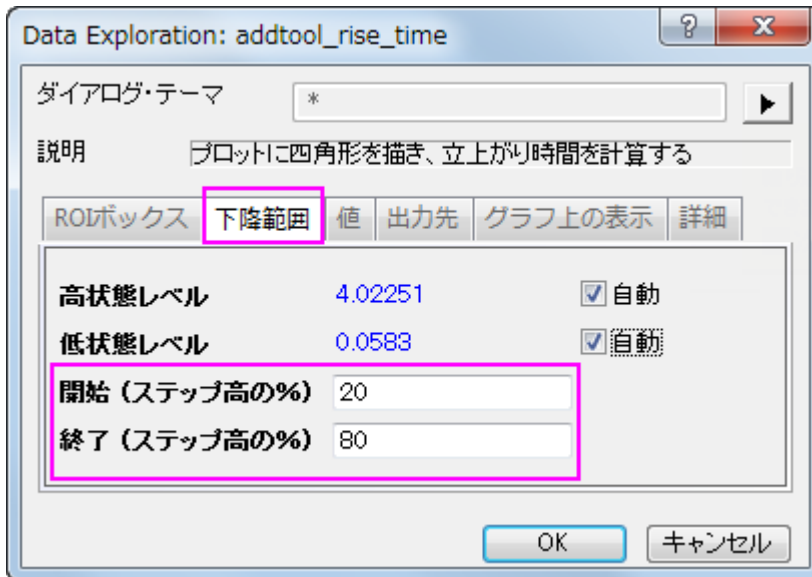 Data Exploration: addtool_rise_time
ダイアログ・テーマ *
説明 プロットに四角形を描き、立上がり時間を計算する
ROIボックス 下降範囲 値 出力先 グラフ上の表示 詳細
高状態レベル 4.02251 自動
低状態レベル 0.0583 自動
開始（ステップ高の%） 20
終了（ステップ高の%） 80
OK キャンセル